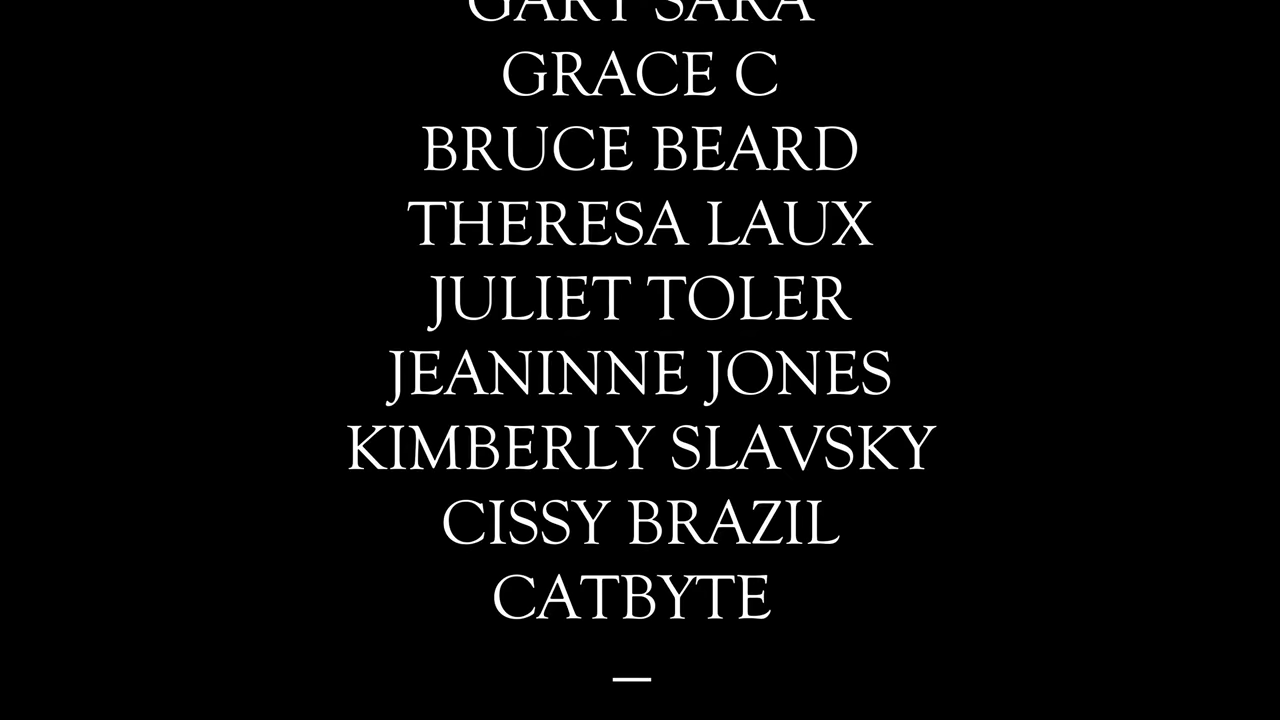 GARY SARA
GRACE C
BRUCE BEARD
THERESA LAUX
JULIET TOLER
JEANINNE JONES
KIMBERLY SLAVSKY
CISSY BRAZIL
CATBYTE
_